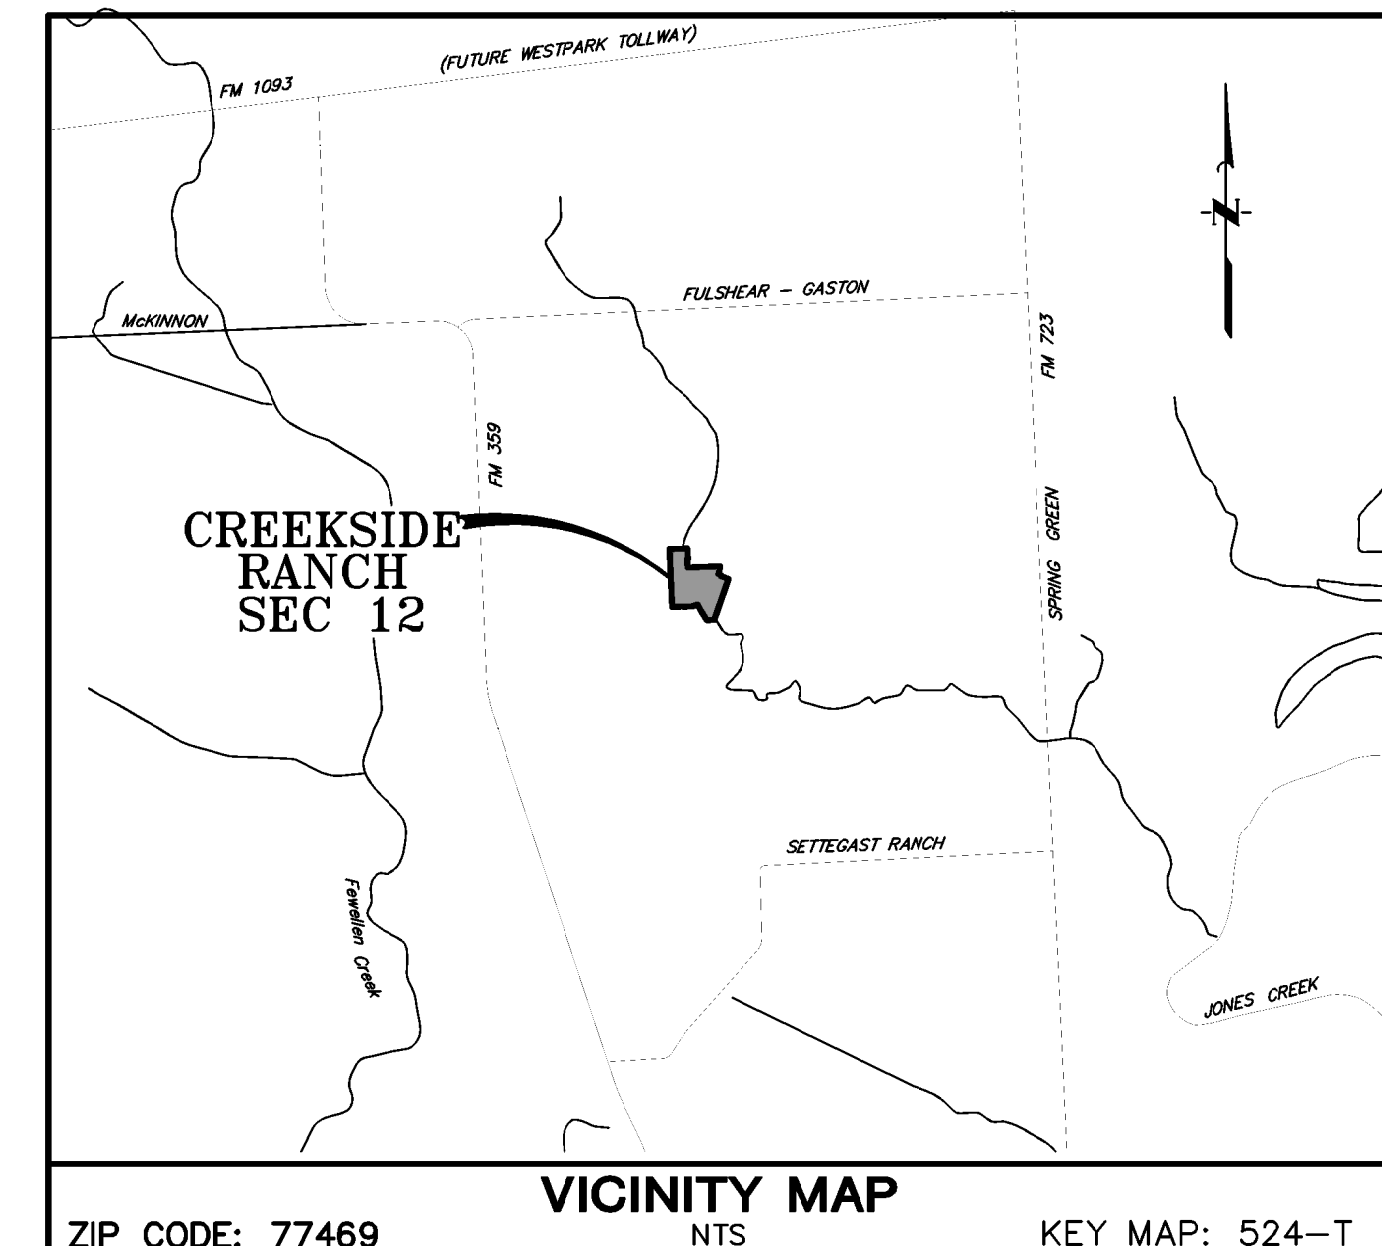 (FUTURE WESTPARK TOLLWAY)
FM 1093
N
FULSHEAR - GASTON
McKINNON
FM 723
FM 359
CREEKSIDE
RANCH
SEC 12
SPRING GREEN
SETTEGAST RANCH
Fewellen Creek
JONES CREEK
VICINITY MAP
NTS
ZIP CODE: 77469
KEY MAP: 524-T